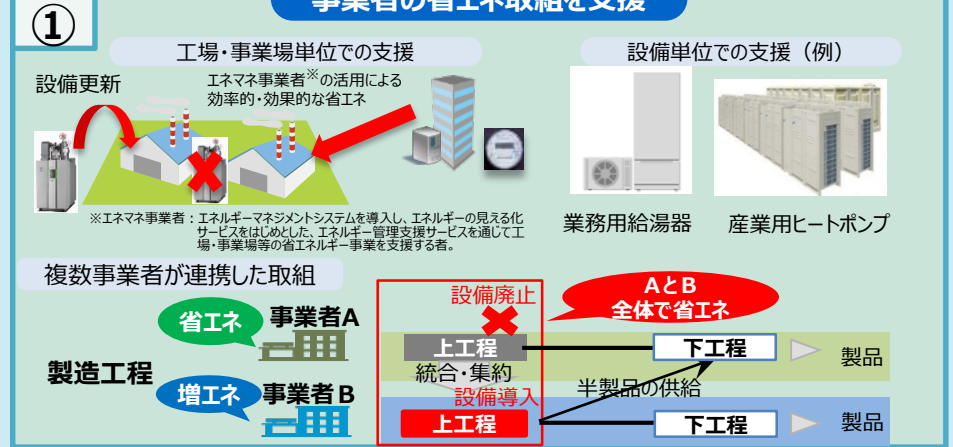 事業者の省エネ取組を支援
①
工場・事業場単位での支援
設備単位での支援（例）
設備更新
エネマネ事業者※の活用による
効率的・効果的な省エネ
※エネマネ事業者：エネルギーマネジメントシステムを導入し、エネルギーの見える化
サービスをはじめとした、エネルギー管理支援サービスを通じて工
場・事業場等の省エネルギー事業を支援する者。
業務用給湯器
産業用ヒートポンプ
複数事業者が連携した取組
設備廃止
AとB
全体で省エネ
省エネ
事業者A
上工程
下工程
製品
製造工程
統合・集約
半製品の供給
増エネ
事業者B
設備導入
上工程
下工程
製品